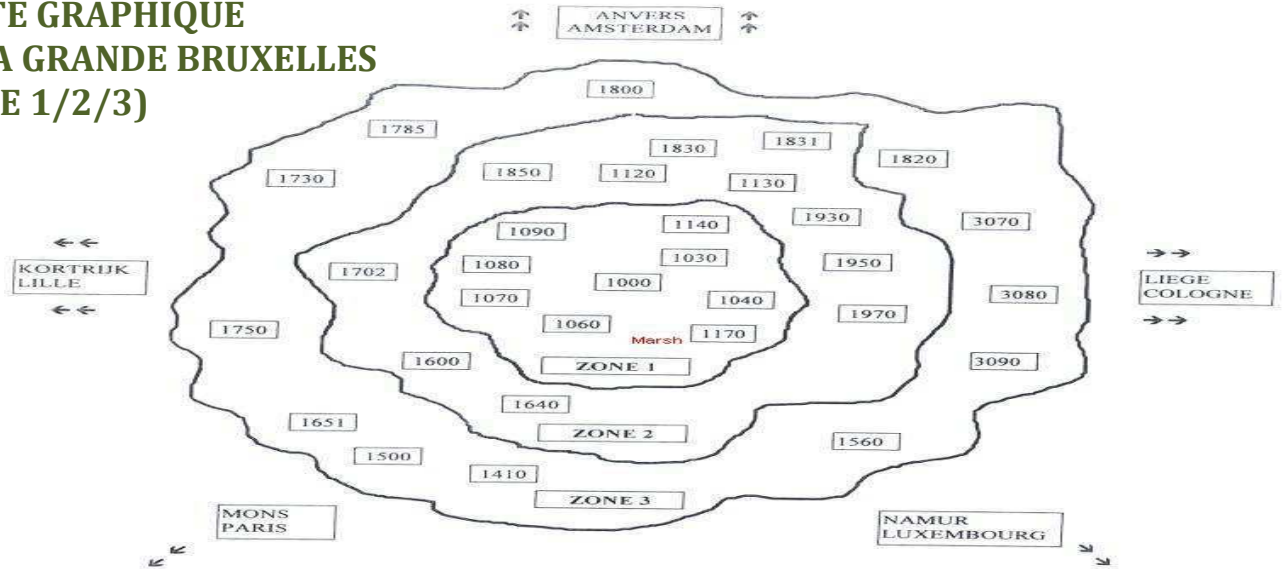 TE GRAPHIQUE
A GRANDE BRUXELLES
E 1/2/3)
ANVERS
AMSTERDAM
1800
1785
1830
1831
1820
1730
1850
1120
1130
1090
1140
1930
3070
KORTRIJK
LILLE
1702
1080
1030
1950
1000
LIEGE
COLOGNE
1070
1040
3080
1750
1060
Marsh
1170
1970
1600
ZONE 1
3090
1640
1651
ZONE 2
1560
1500
1410
ZONE 3
MONS
PARIS
NAMUR
LUXEMBOURG